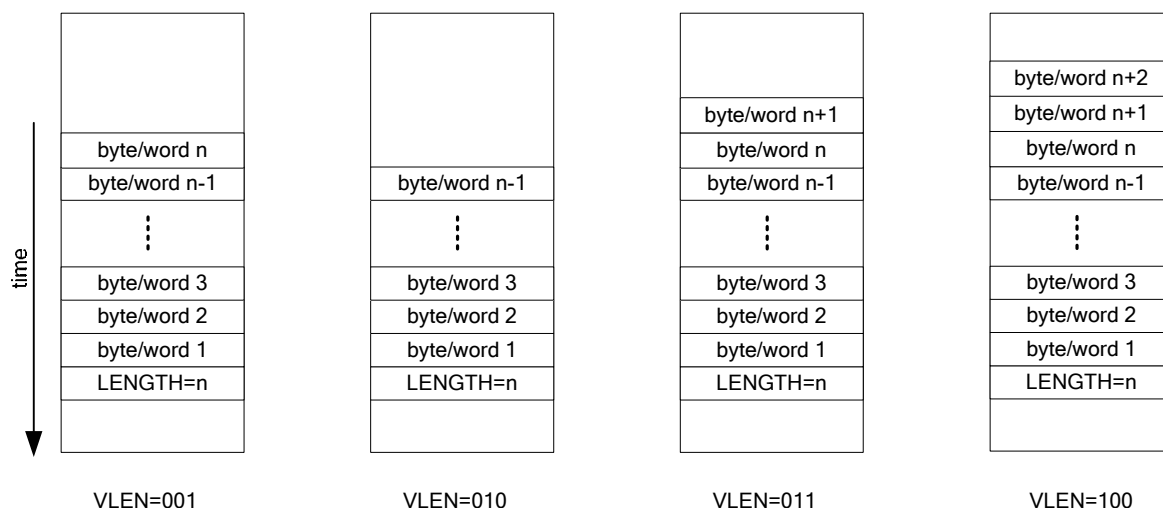 byte/word n
byte/word n-1
byte/word 3
byte/word 2
byte/word 1
LENGTH=n
VLEN=001
byte/word n-1
byte/word 3
byte/word 2
byte/word 1
LENGTH=n
VLEN=010
byte/word n+1
byte/word n
byte/word n-1
byte/word 3
byte/word 2
byte/word 1
LENGTH=n
VLEN=011
byte/word n+2
byte/word n+1
byte/word n
byte/word n-1
byte/word 3
byte/word 2
byte/word 1
LENGTH=n
VLEN=100
time